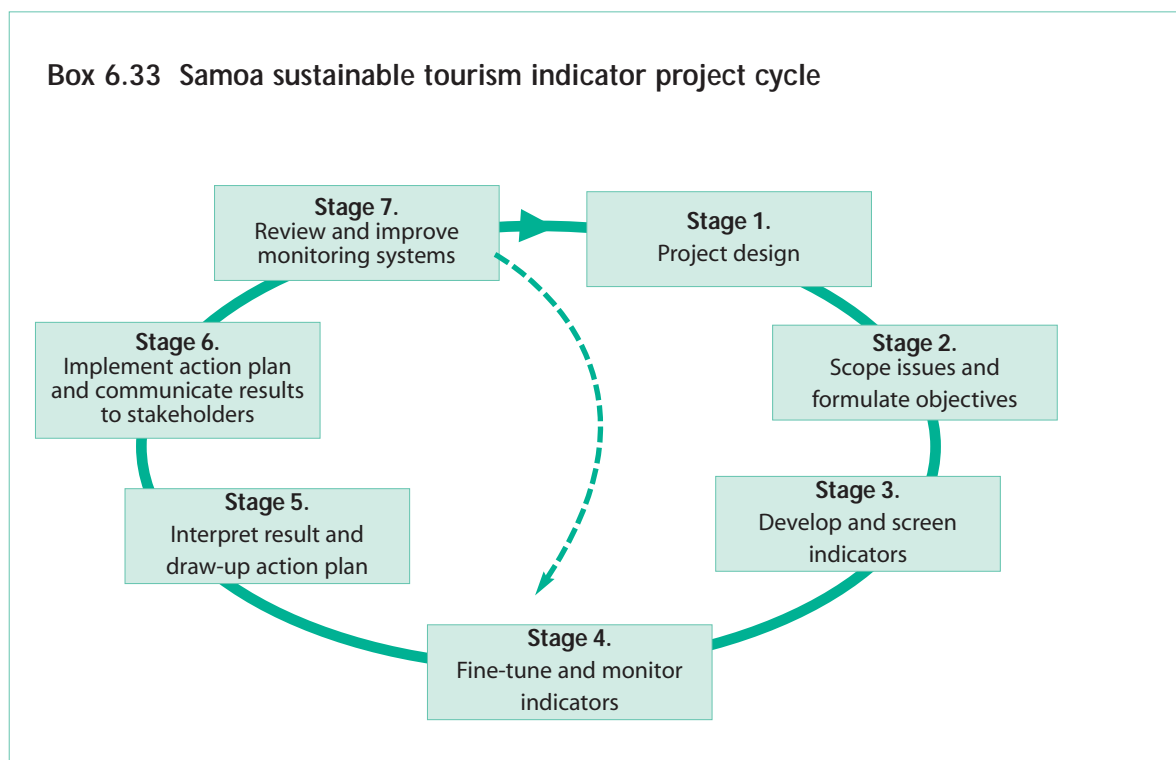 Box 6.33 Samoa sustainable tourism indicator project cycle
Stage 1.
Project design
Stage 2.
Scope issues and
formulate objectives
Stage 3.
Develop and screen
indicators
Stage 4.
Fine-tune and monitor
indicators
Stage 5.
Interpret result and
draw-up action plan
Stage 6.
Implement action plan
and communicate results
to stakeholders
Stage 7.
Review and improve
monitoring systems